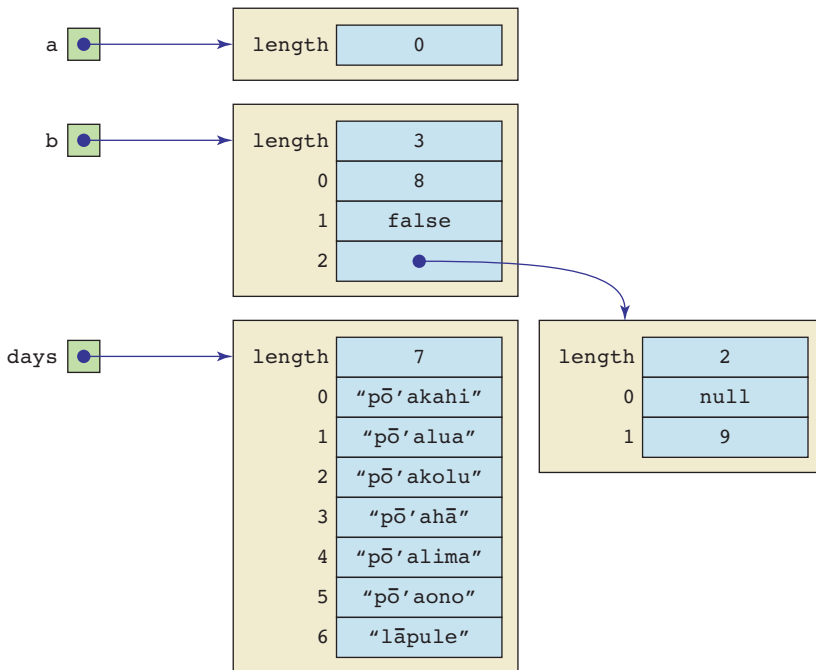 a
length 0
b
length 3
0 8
1 false
2
days
length 7
0 “pō’akahi”
1 “pō’alua”
2 “pō’akolu”
3 “pō’ahā”
4 “pō’alima”
5 “pō’aono”
6 “lāpule”
length 2
0 null
1 9